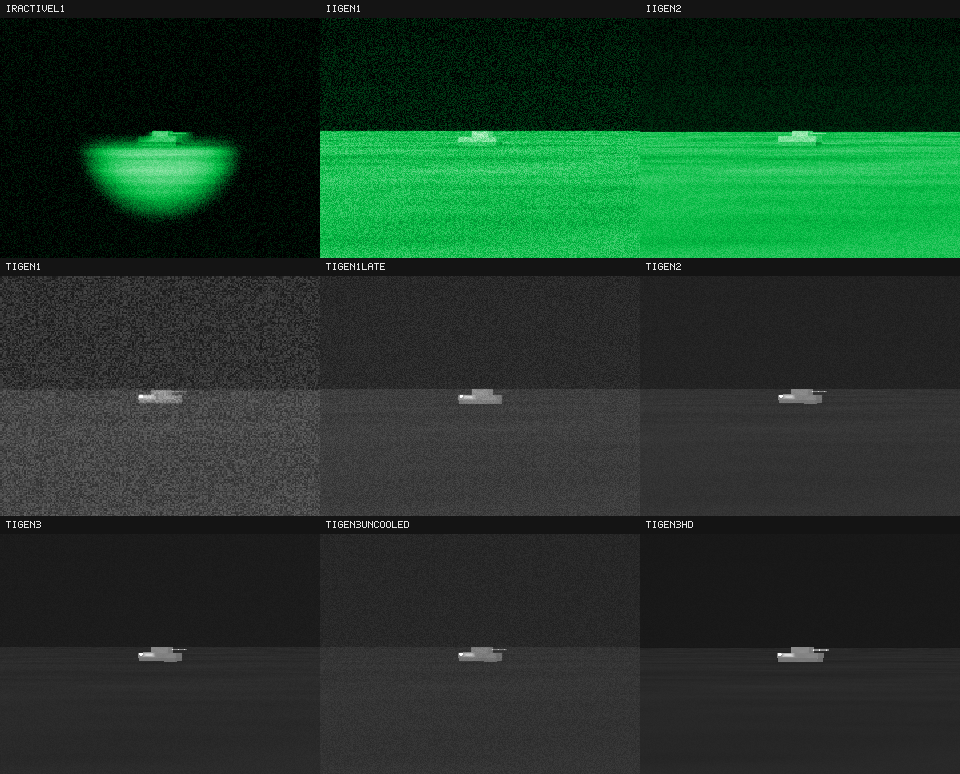 IRACTIVEL1
IIGEN1
IIGEN2
TIGEN1
TIGEN1LATE
TIGEN2
TIGEN3
TIGEN3UNCOOLED
TIGEN3HD